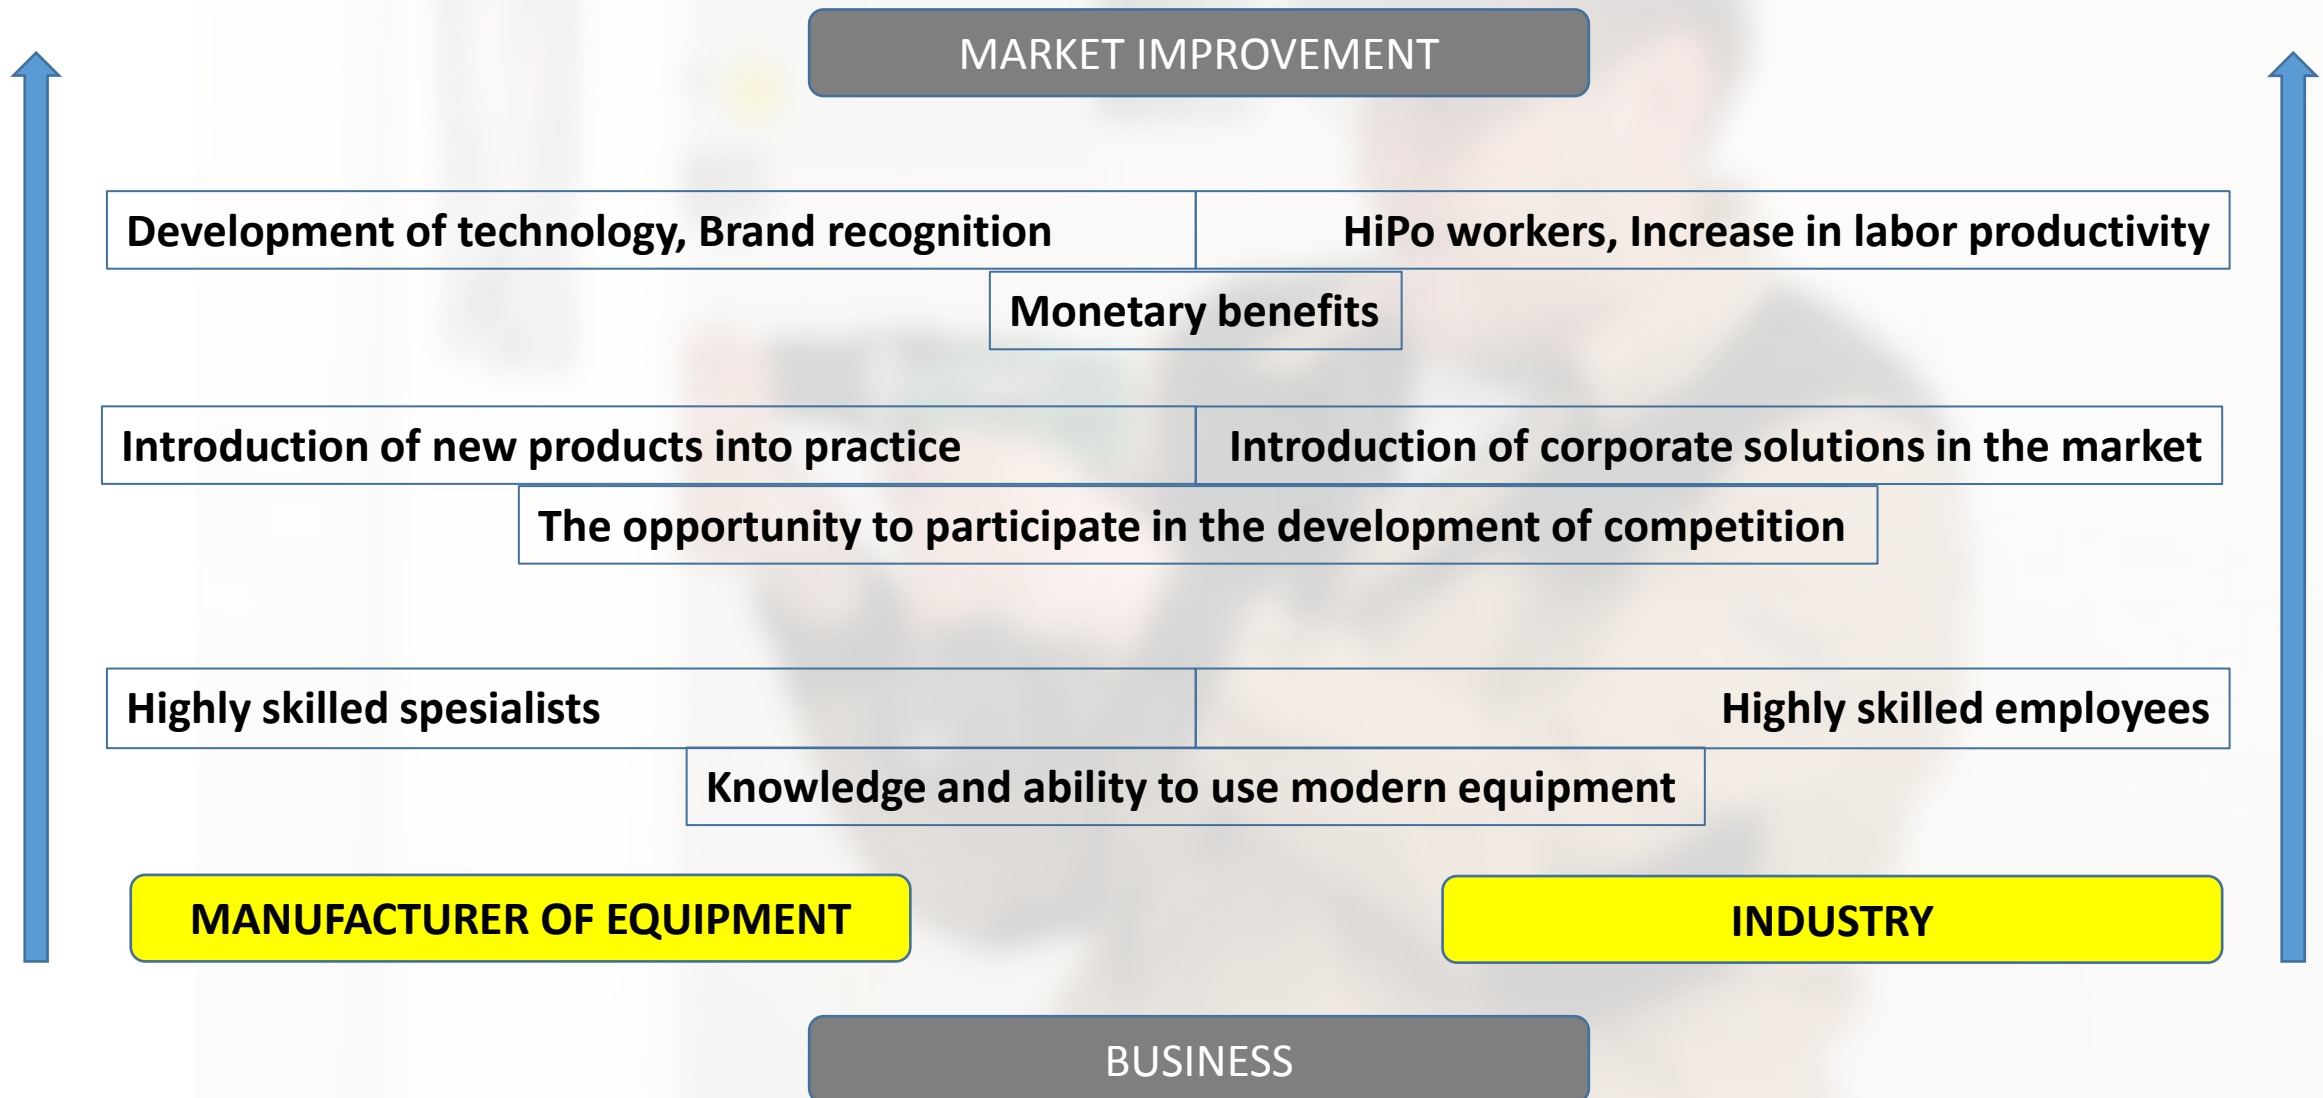 MARKET IMPROVEMENT
Development of technology, Brand recognition
HiPo workers, Increase in labor productivity
Monetary benefits
Introduction of new products into practice
Introduction of corporate solutions in the market
The opportunity to participate in the development of competition
Highly skilled spesialists
Highly skilled employees
Knowledge and ability to use modern equipment
MANUFACTURER OF EQUIPMENT
INDUSTRY
BUSINESS